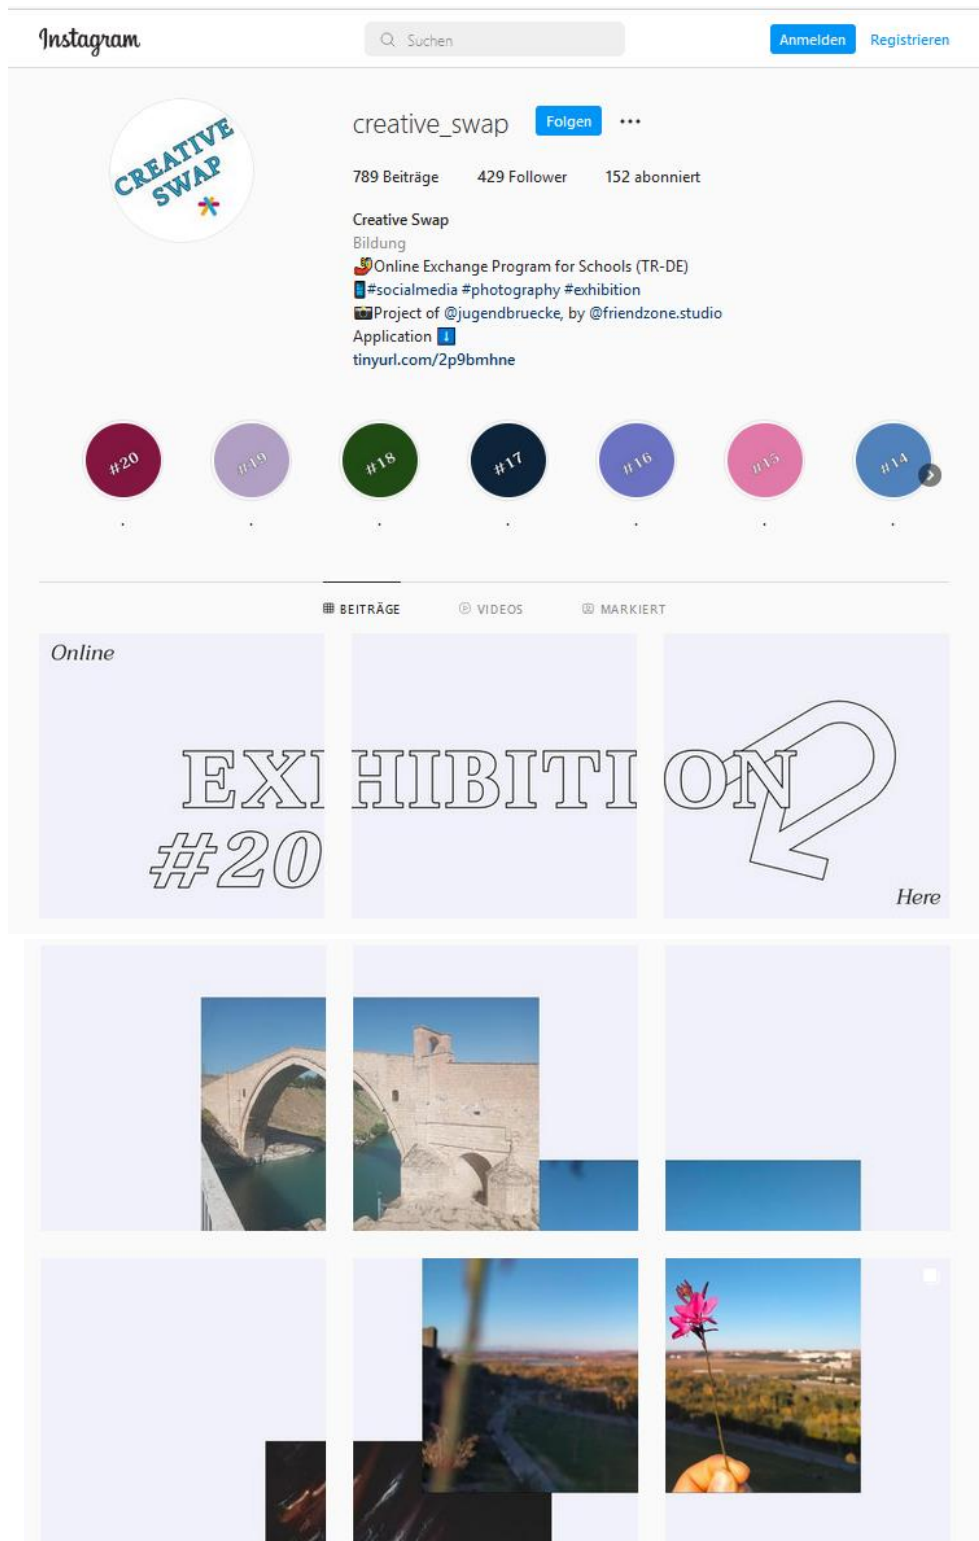 Instagram
Suchen
Anmelden
Registrieren
CREATIVE
SWAP
creative_swap
Folgen
789 Beiträge 429 Follower 152 abonniert
Creative Swap
Bildung
Online Exchange Program for Schools (TR-DE)
#socialmedia #photography #exhibition
Project of @jugendbruecke, by @friendzone.studio
Application
tinyurl.com/2p9bmhne
#20 #19 #18 #17 #16 #15 #14
BEITRÄGE VIDEOS MARKIERT
Online
EXHIBITION
#20
Here